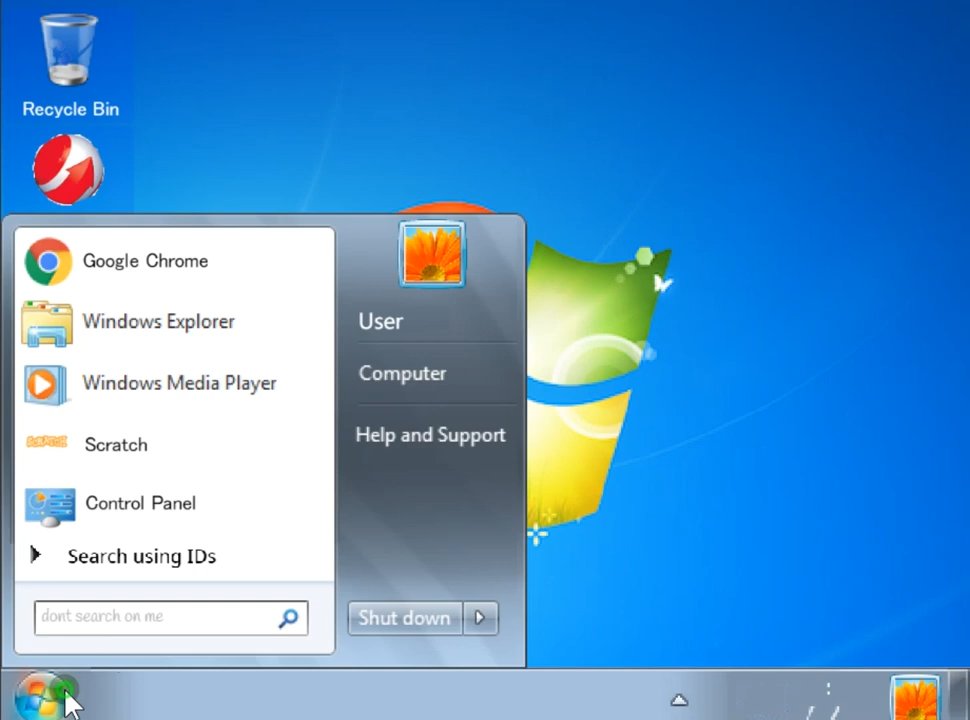 Recycle Bin
Google Chrome
Windows Explorer
Windows Media Player
Scratch
Control Panel
Search using IDs
dont search on me
User
Computer
Help and Support
Shut down